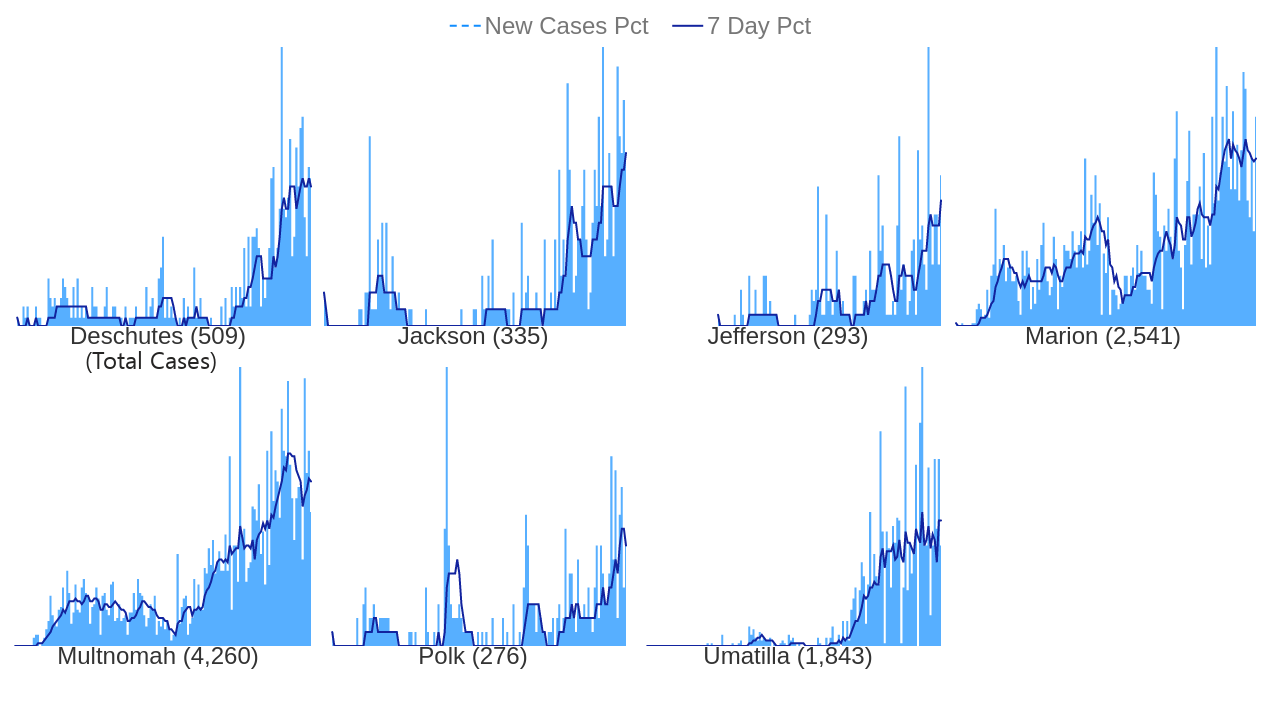 New Cases Pct 7 Day Pct
Deschutes (509) Jackson (335) Jefferson (293) Marion (2,541)
(Total Cases)
Multnomah (4,260) Polk (276) Umatilla (1,843)